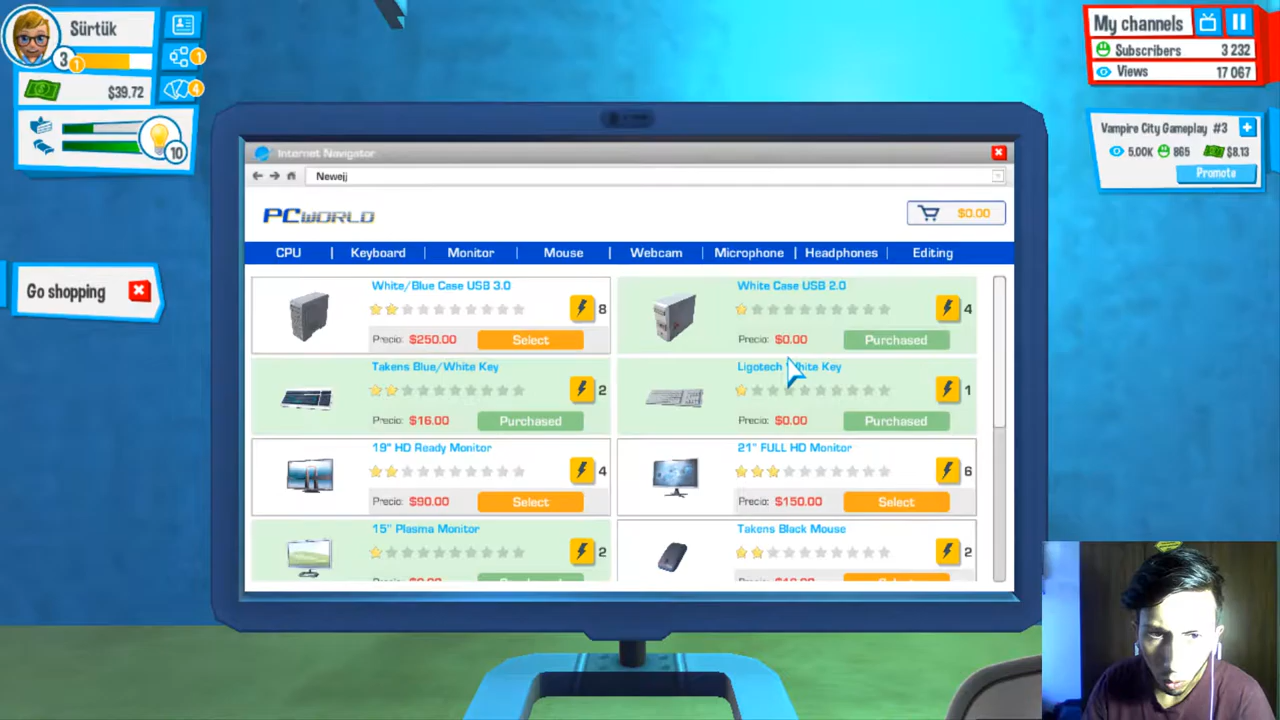 Sürtük
3
1
1
$39.72
4
10
My channels
Subscribers 3 232
Views 17 067
Vampire City Gameplay #3
5.00K 865 $8.13
Promote
Go shopping
Internet Navigator
Newejj
PCWORLD
$0.00
CPU Keyboard Monitor Mouse Webcam Microphone Headphones Editing
White/Blue Case USB 3.0
8
Precio: $250.00 Select
White Case USB 2.0
4
Precio: $0.00 Purchased
Takens Blue/White Key
2
Precio: $16.00 Purchased
Ligotech White Key
1
Precio: $0.00 Purchased
19" HD Ready Monitor
4
Precio: $90.00 Select
21" FULL HD Monitor
6
Precio: $150.00 Select
15" Plasma Monitor
2
Takens Black Mouse
2